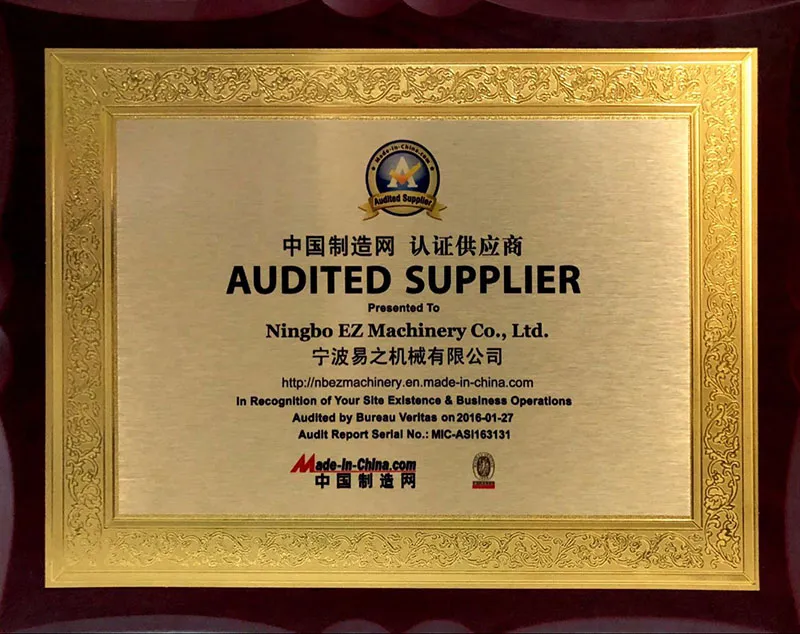 Made-in-China.com
Audited Supplier
中国制造网 认证供应商
AUDITED SUPPLIER
Presented To
Ningbo EZ Machinery Co., Ltd.
宁波易之机械有限公司
http://nbezmachinery.en.made-in-china.com
In Recognition of Your Site Existence & Business Operations
Audited by Bureau Veritas on 2016-01-27
Audit Report Serial No.: MIC-ASI163131
Made-in-China.com
中国制造网